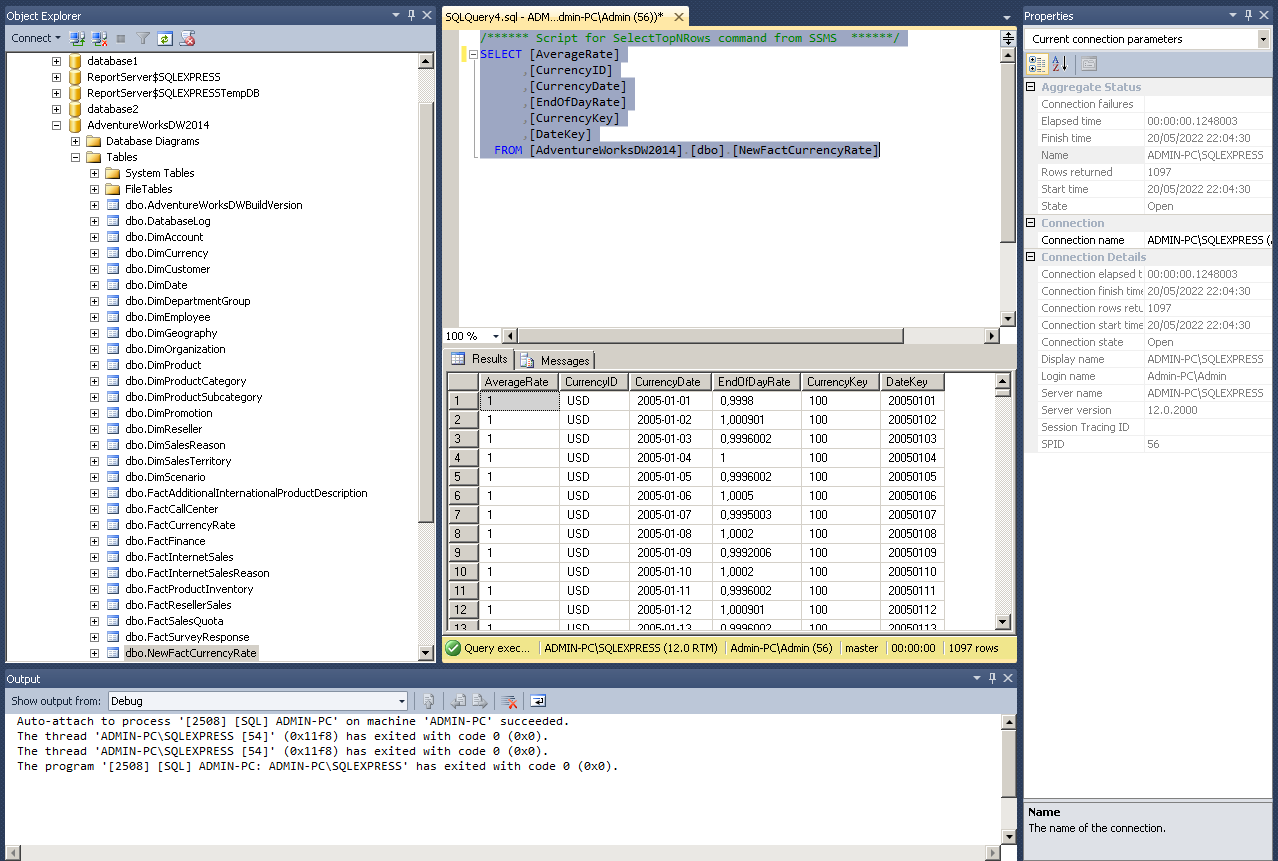 Object Explorer
Connect
database1
ReportServer$SQLEXPRESS
ReportServer$SQLEXPRESSTempDB
database2
AdventureWorksDW2014
Database Diagrams
Tables
System Tables
FileTables
dbo.AdventureWorksDWBuildVersion
dbo.DatabaseLog
dbo.DimAccount
dbo.DimCurrency
dbo.DimCustomer
dbo.DimDate
dbo.DimDepartmentGroup
dbo.DimEmployee
dbo.DimGeography
dbo.DimOrganization
dbo.DimProduct
dbo.DimProductCategory
dbo.DimProductSubcategory
dbo.DimPromotion
dbo.DimReseller
dbo.DimSalesReason
dbo.DimSalesTerritory
dbo.DimScenario
dbo.FactAdditionalInternationalProductDescription
dbo.FactCallCenter
dbo.FactCurrencyRate
dbo.FactFinance
dbo.FactInternetSales
dbo.FactInternetSalesReason
dbo.FactProductInventory
dbo.FactResellerSales
dbo.FactSalesQuota
dbo.FactSurveyResponse
dbo.NewFactCurrencyRate
SQLQuery4.sql - ADM...dmin-PC\Admin (56))*
/****** Script for SelectTopNRows command from SSMS  ******/
SELECT [AverageRate]
,[CurrencyID]
,[CurrencyDate]
,[EndOfDayRate]
,[CurrencyKey]
,[DateKey]
FROM [AdventureWorksDW2014].[dbo].[NewFactCurrencyRate]
100 %
Results Messages
AverageRate CurrencyID CurrencyDate EndOfDayRate CurrencyKey DateKey
1 1 USD 2005-01-01 0,9998 100 20050101
2 1 USD 2005-01-02 1,000901 100 20050102
3 1 USD 2005-01-03 0,9996002 100 20050103
4 1 USD 2005-01-04 1 100 20050104
5 1 USD 2005-01-05 0,9996002 100 20050105
6 1 USD 2005-01-06 1,0005 100 20050106
7 1 USD 2005-01-07 0,9995003 100 20050107
8 1 USD 2005-01-08 1,0002 100 20050108
9 1 USD 2005-01-09 0,9992006 100 20050109
10 1 USD 2005-01-10 1,0002 100 20050110
11 1 USD 2005-01-11 0,9996002 100 20050111
12 1 USD 2005-01-12 1,000901 100 20050112
13 1 USD 2005-01-13 0,9996002 100 20050113
Query exec... ADMIN-PC\SQLEXPRESS (12.0 RTM) Admin-PC\Admin (56) master 00:00:00 1097 rows
Properties
Current connection parameters
Aggregate Status
Connection failures
Elapsed time 00:00:00.1248003
Finish time 20/05/2022 22:04:30
Name ADMIN-PC\SQLEXPRESS
Rows returned 1097
Start time 20/05/2022 22:04:30
State Open
Connection
Connection name ADMIN-PC\SQLEXPRESS (
Connection Details
Connection elapsed t 00:00:00.1248003
Connection finish time 20/05/2022 22:04:30
Connection rows retu 1097
Connection start time 20/05/2022 22:04:30
Connection state Open
Display name ADMIN-PC\SQLEXPRESS
Login name Admin-PC\Admin
Server name ADMIN-PC\SQLEXPRESS
Server version 12.0.2000
Session Tracing ID
SPID 56
Name
The name of the connection.
Output
Show output from: Debug
Auto-attach to process '[2508] [SQL] ADMIN-PC' on machine 'ADMIN-PC' succeeded.
The thread 'ADMIN-PC\SQLEXPRESS [54]' (0x11f8) has exited with code 0 (0x0).
The thread 'ADMIN-PC\SQLEXPRESS [54]' (0x11f8) has exited with code 0 (0x0).
The program '[2508] [SQL] ADMIN-PC: ADMIN-PC\SQLEXPRESS' has exited with code 0 (0x0).